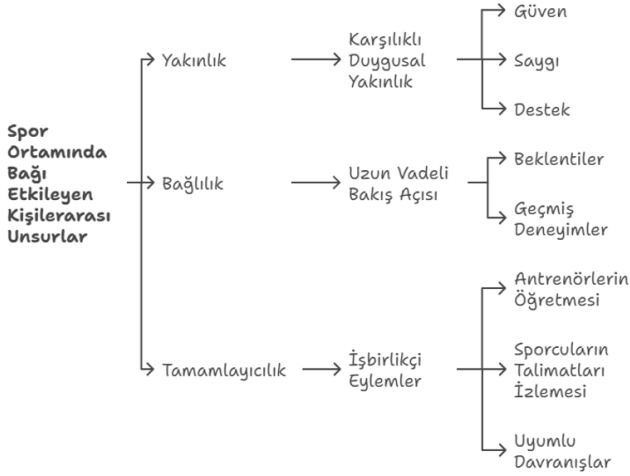 Spor
Ortamında
Bağı
Etkileyen
Kişilerarası
Unsurlar
Yakınlık
Karşılıklı
Duygusal
Yakınlık
Güven
Saygı
Destek
Bağlılık
Uzun Vadeli
Bakış Açısı
Beklentiler
Geçmiş
Deneyimler
Tamamlayıcılık
İşbirlikçi
Eylemler
Antrenörlerin
Öğretmesi
Sporcuların
Talimatları
İzlemesi
Uyumlu
Davranışlar